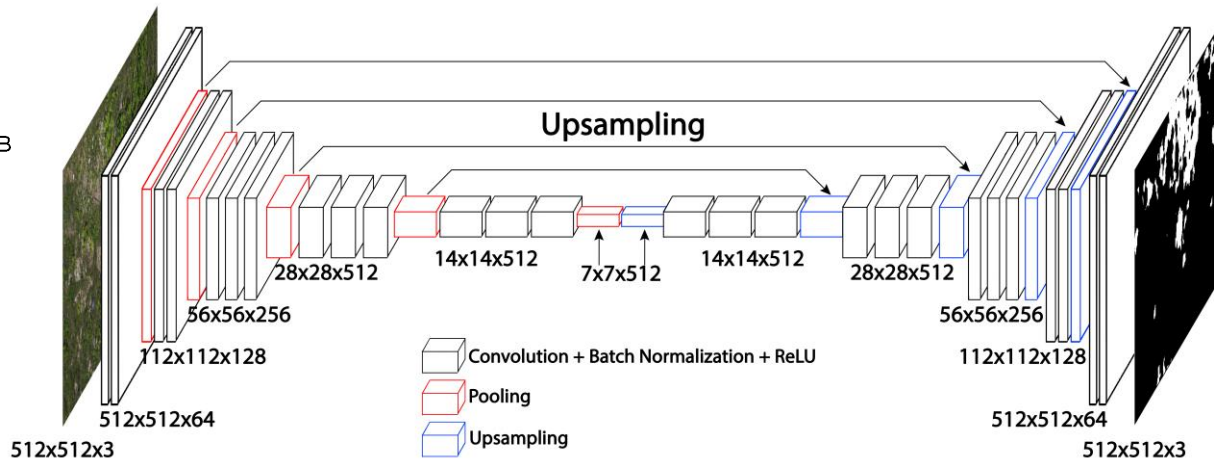 B
Upsampling
28x28x512
14x14x512
7x7x512
14x14x512
28x28x512
56x56x256
56x56x256
112x112x128
112x112x128
Convolution + Batch Normalization + ReLU
Pooling
Upsampling
512x512x64
512x512x64
512x512x3
512x512x3